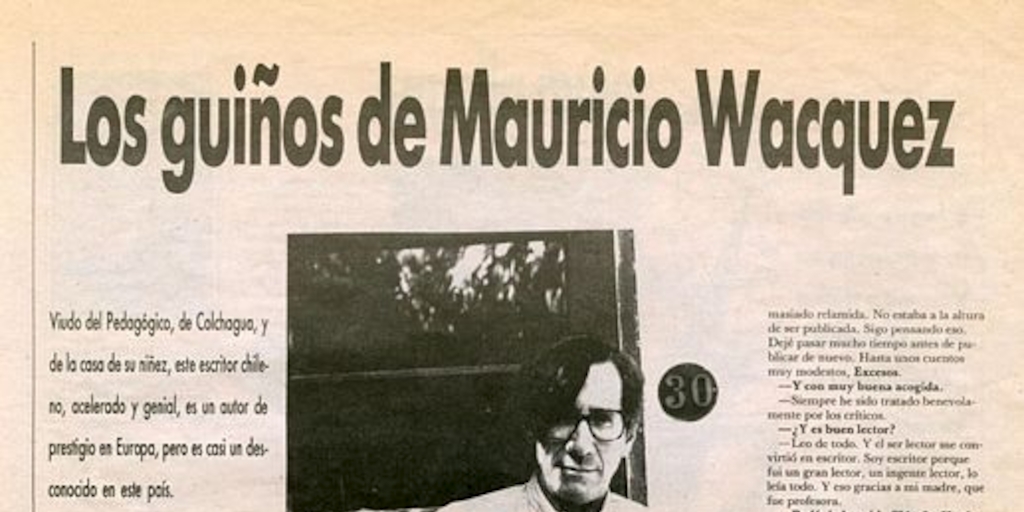 Los guiños de Mauricio Wacquez
Viudo del Pedagógico, de Colchagua, y
de la casa de su niñez, este escritor chile-
no, acelerado y genial, es un autor de
prestigio en Europa, pero es casi un des-
conocido en este país.
30
masiado relamida. No estaba a la altura
de ser publicada. Sigo pensando eso.
Dejé pasar mucho tiempo antes de pu-
blicar de nuevo. Hasta unos cuentos
muy modestos, Excesos.
—Y con muy buena acogida.
—Siempre he sido tratado benevola-
mente por los críticos.
—¿Y es buen lector?
—Leo de todo. Y el ser lector me con-
virtió en escritor. Soy escritor porque
fui un gran lector, un ingente lector, lo
leía todo. Y eso gracias a mi madre, que
fue profesora.